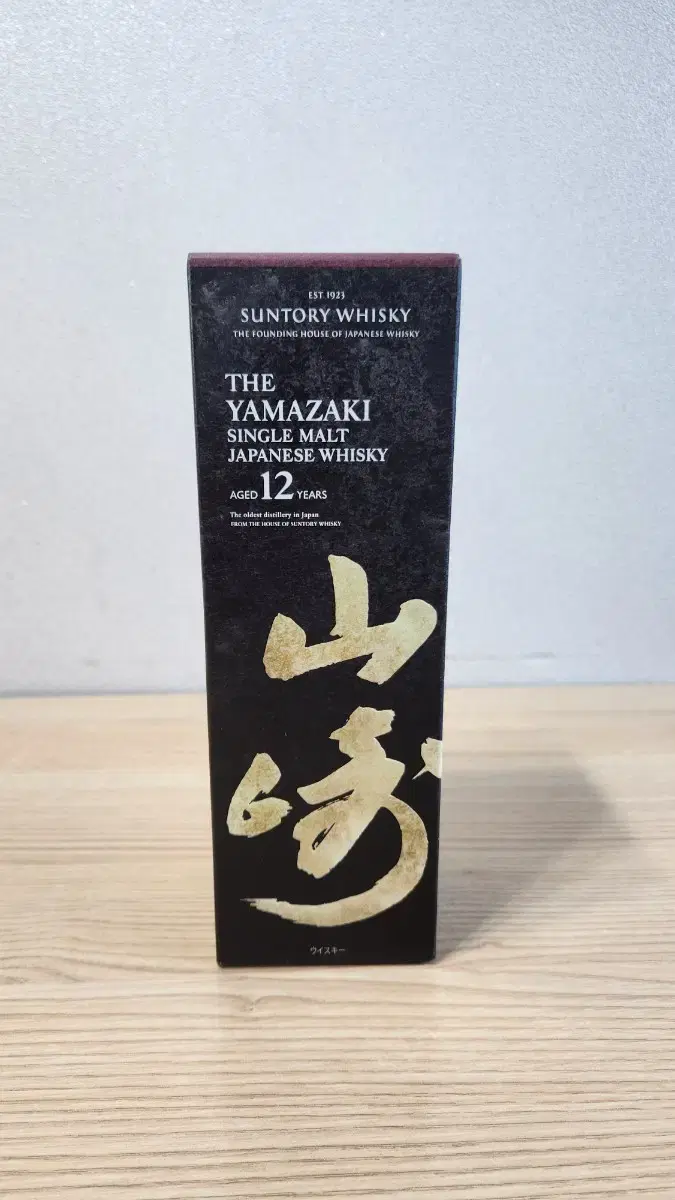 EST 1923
SUNTORY WHISKY
THE FOUNDING HOUSE OF JAPANESE WHISKY
THE
YAMAZAKI
SINGLE MALT
JAPANESE WHISKY
AGED 12 YEARS
The oldest distillery in Japan
FROM THE HOUSE OF SUNTORY WHISKY
山
崎
ウイスキー